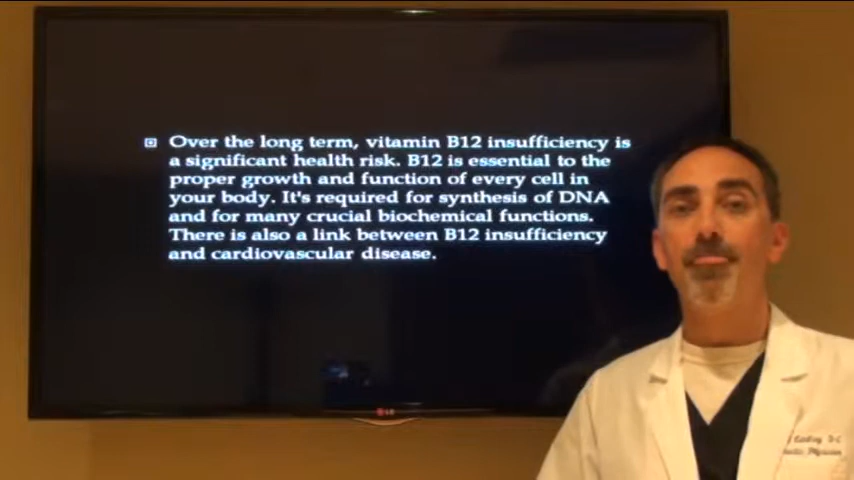 Over the long term, vitamin B12 insufficiency is
a significant health risk. B12 is essential to the
proper growth and function of every cell in
your body. It's required for synthesis of DNA
and for many crucial biochemical functions.
There is also a link between B12 insufficiency
and cardiovascular disease.
LG
D.C
Physician